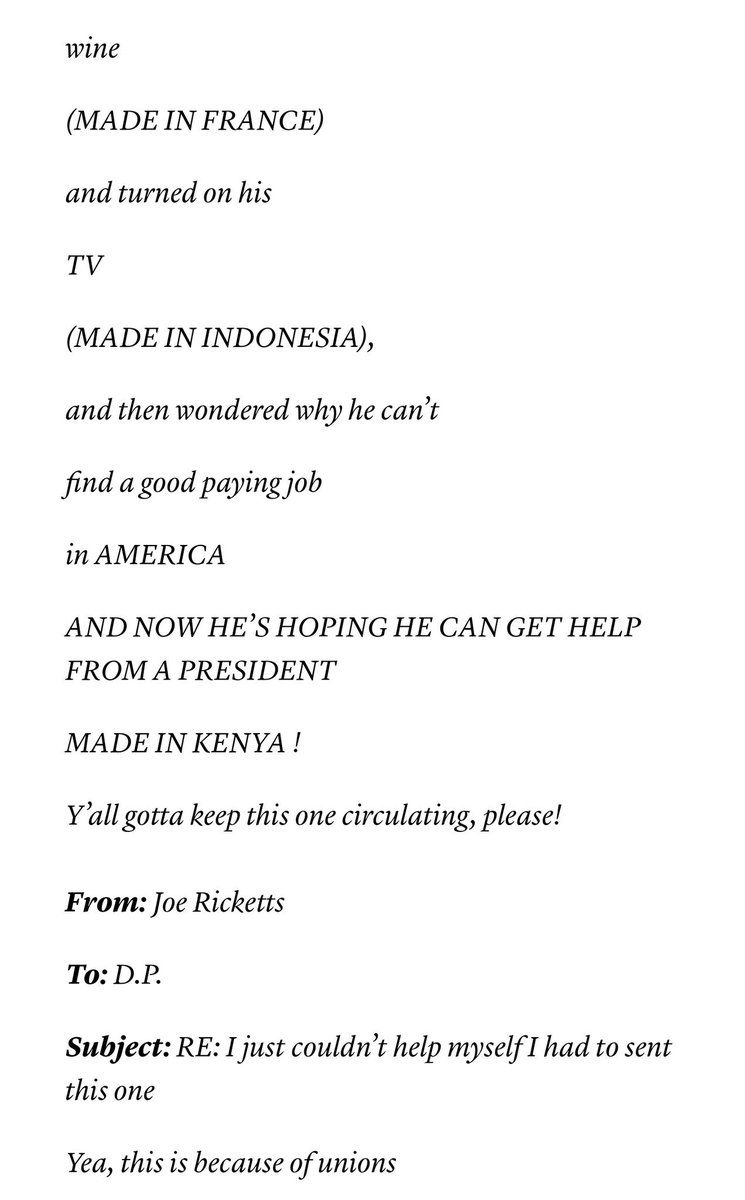 wine
(MADE IN FRANCE)
and turned on his
TV
(MADE IN INDONESIA),
and then wondered why he can’t
find a good paying job
in AMERICA
AND NOW HE’S HOPING HE CAN GET HELP
FROM A PRESIDENT
MADE IN KENYA !
Y’all gotta keep this one circulating, please!
From: Joe Ricketts
To: D.P.
Subject: RE: I just couldn’t help myself I had to sent
this one
Yea, this is because of unions